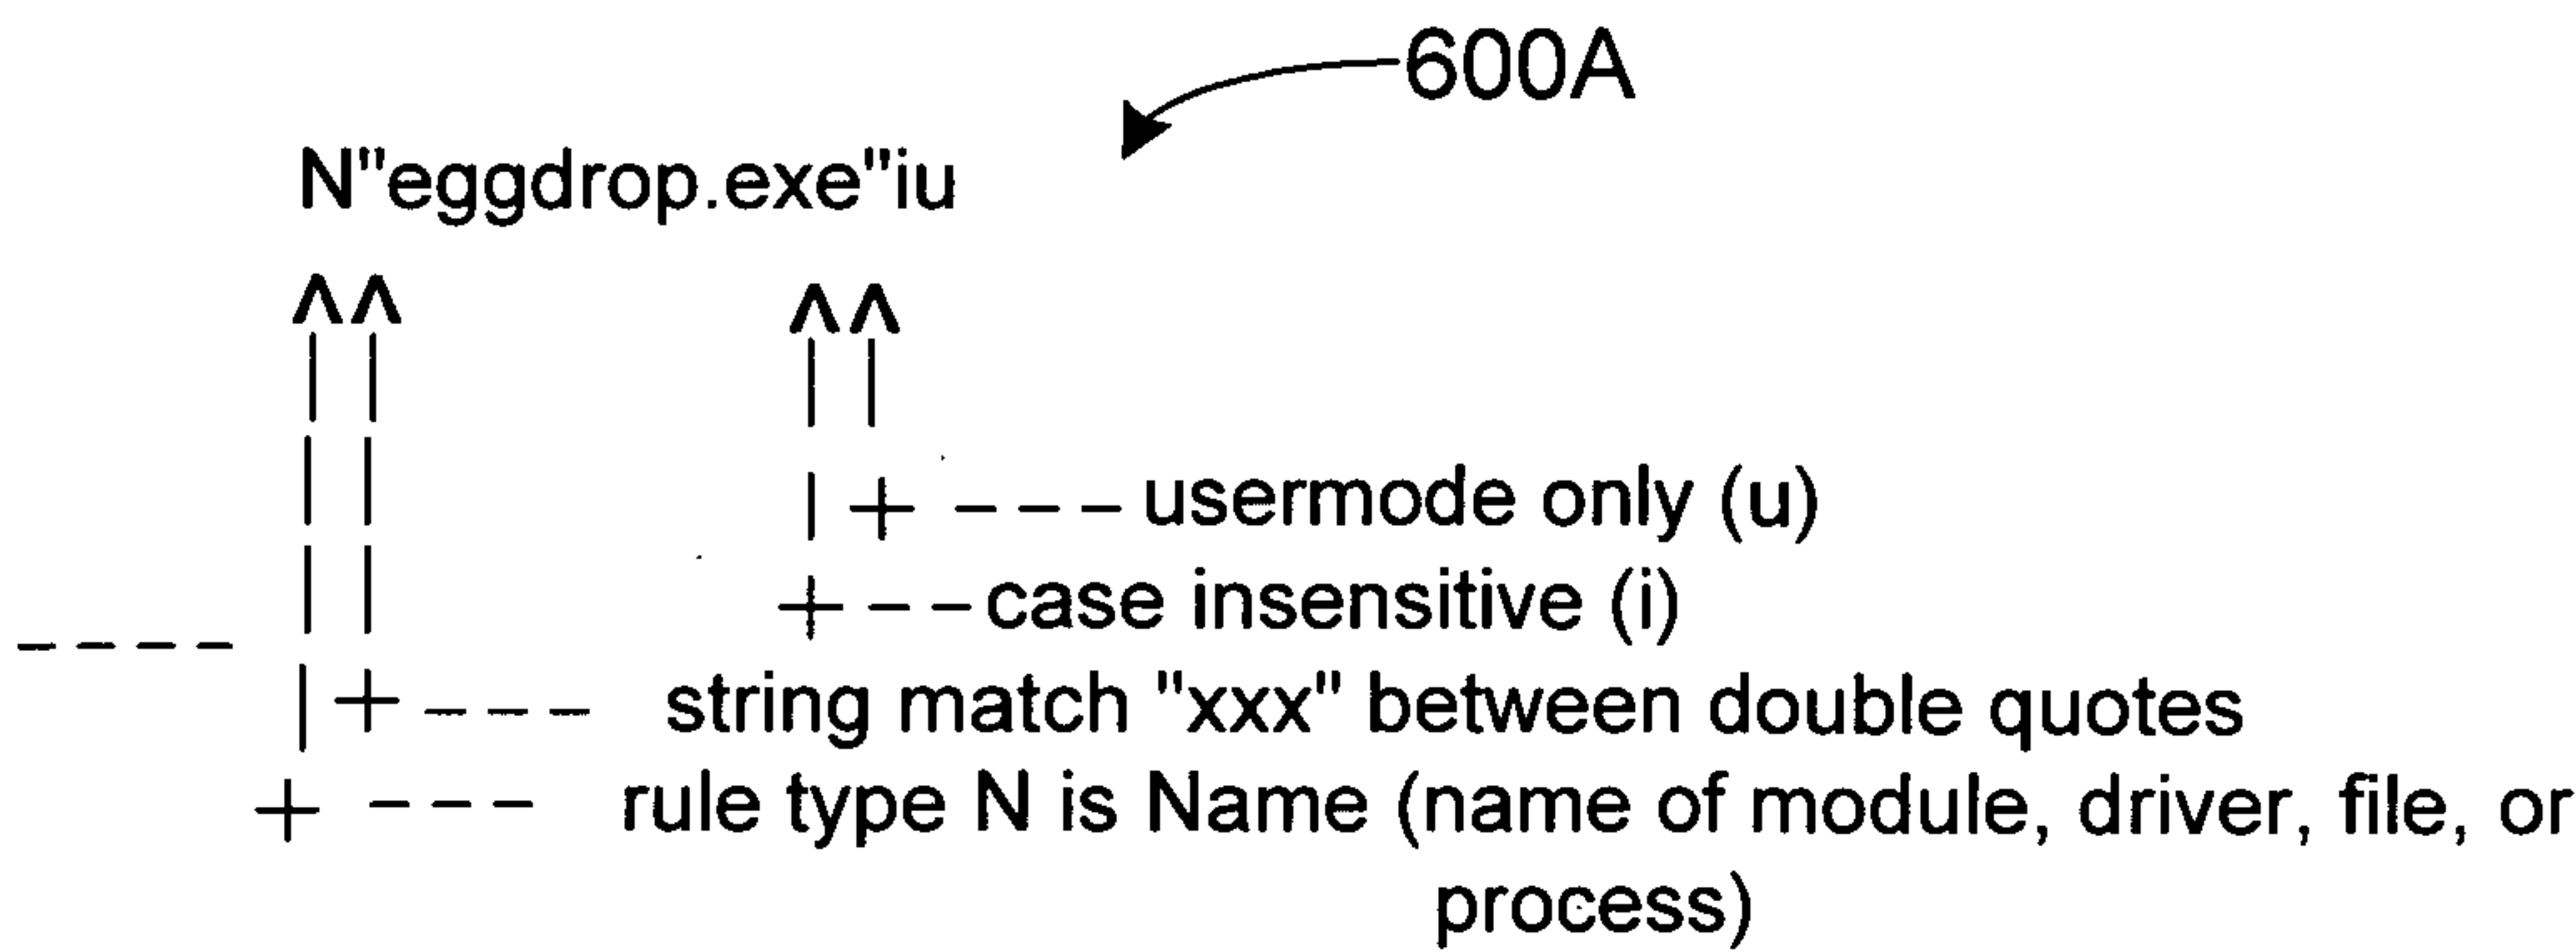 600A
N"eggdrop.exe"iu
usermode only (u)
case insensitive (i)
string match "xxx" between double quotes
rule type N is Name (name of module, driver, file, or
process)